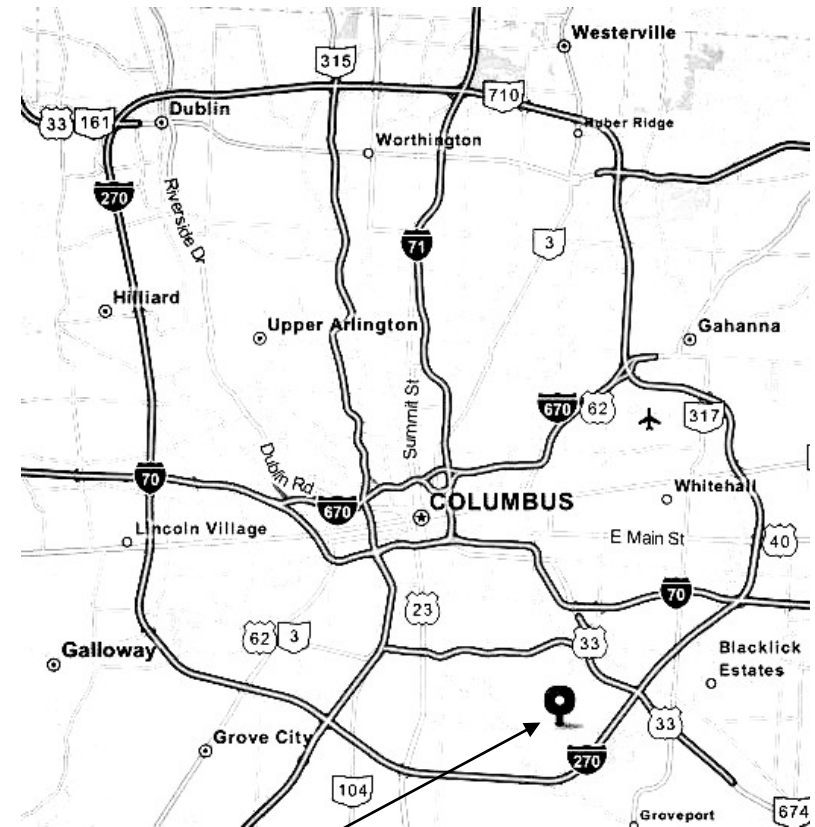 Westerville
315
710
Dublin
33
161
Huber Ridge
Worthington
270
Riverside Dr
3
71
Hilliard
Upper Arlington
Gahanna
Summit St
670
62
317
Dublin Rd
70
Whitehall
670
COLUMBUS
Lincoln Village
E Main St
40
70
23
62
3
33
Galloway
Blacklick
Estates
33
Grove City
270
104
674
Groveport